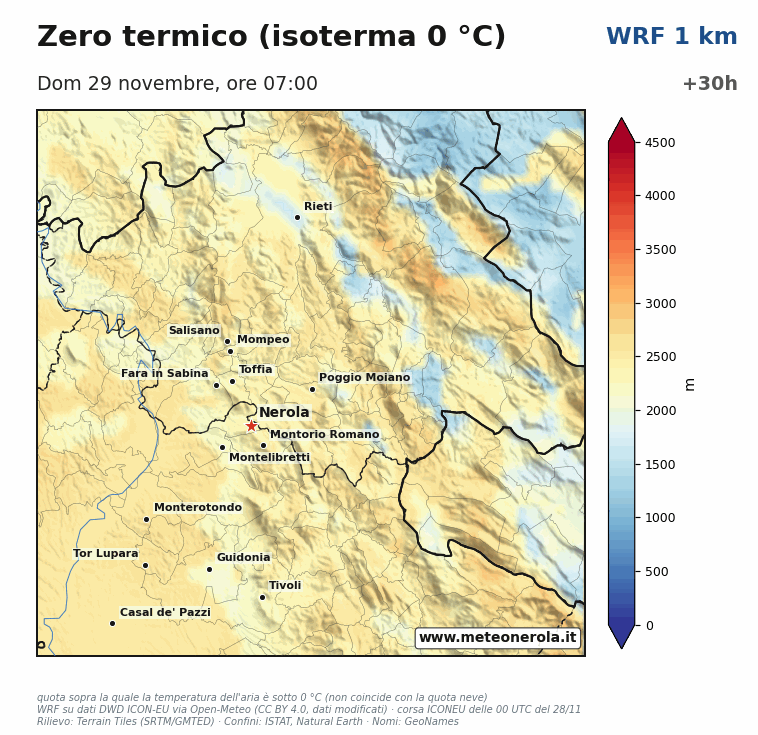 Zero termico (isoterma 0 °C)
WRF 1 km
Dom 29 novembre, ore 07:00
+30h
4500
4000
3500
3000
2500
2000
1500
1000
500
0
m
Rieti
Salisano
Mompeo
Toffia
Fara in Sabina
Poggio Moiano
Nerola
Montorio Romano
Montelibretti
Monterotondo
Tor Lupara
Guidonia
Tivoli
Casal de' Pazzi
www.meteonerola.it
quota sopra la quale la temperatura dell'aria è sotto 0 °C (non coincide con la quota neve)
WRF su dati DWD ICON-EU via Open-Meteo (CC BY 4.0, dati modificati) · corsa ICONEU delle 00 UTC del 28/11
Rilievo: Terrain Tiles (SRTM/GMTED) · Confini: ISTAT, Natural Earth · Nomi: GeoNames